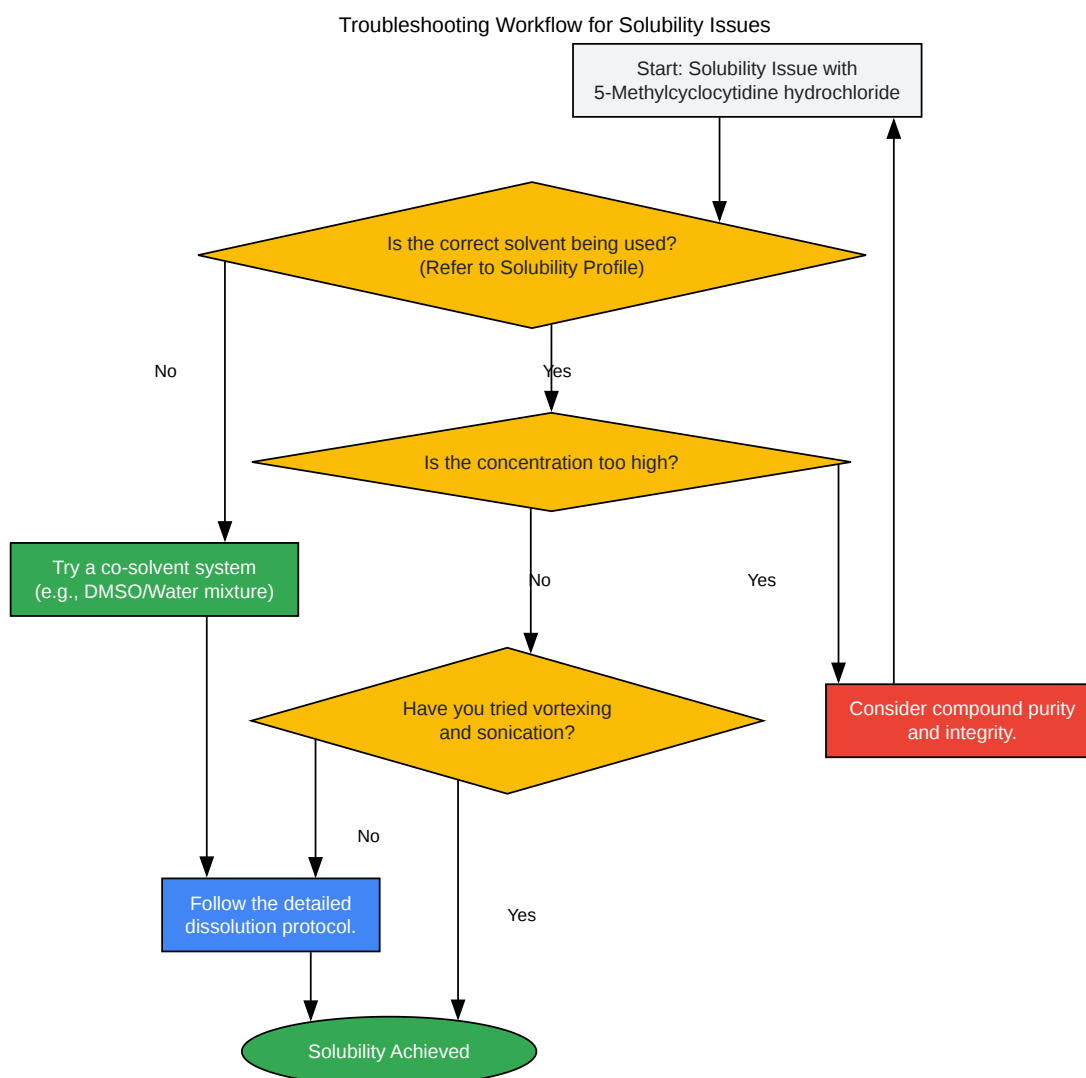 Troubleshooting Workflow for Solubility Issues
Start: Solubility Issue with
5-Methylcyclocytidine hydrochloride
Is the correct solvent being used?
(Refer to Solubility Profile)
No
Yes
Is the concentration too high?
Try a co-solvent system
(e.g., DMSO/Water mixture)
No
Yes
Have you tried vortexing
and sonication?
Consider compound purity
and integrity.
No
Follow the detailed
dissolution protocol.
Yes
Solubility Achieved